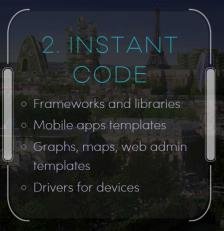 2. INSTANT
CODE
Frameworks and libraries
Mobile apps templates
Graphs, maps, web admin
templates
Drivers for devices